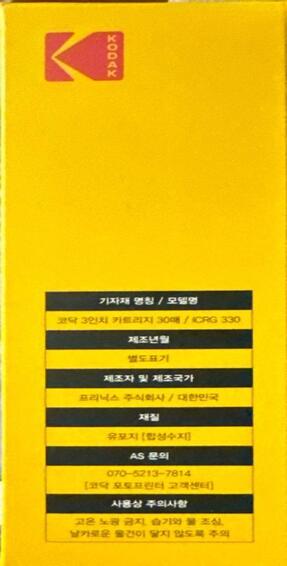 KODAK
기자재 명칭 / 모델명
코닥 3인치 카트리지 30매 / ICRG 330
제조년월
별도표기
제조자 및 제조국가
프리닉스 주식회사 / 대한민국
재질
유포지 [합성수지]
AS 문의
070-5213-7814
[코닥 포토프린터 고객센터]
사용상 주의사항
고온 노광 금지, 습기와 물 조심,
날카로운 물건이 닿지 않도록 주의